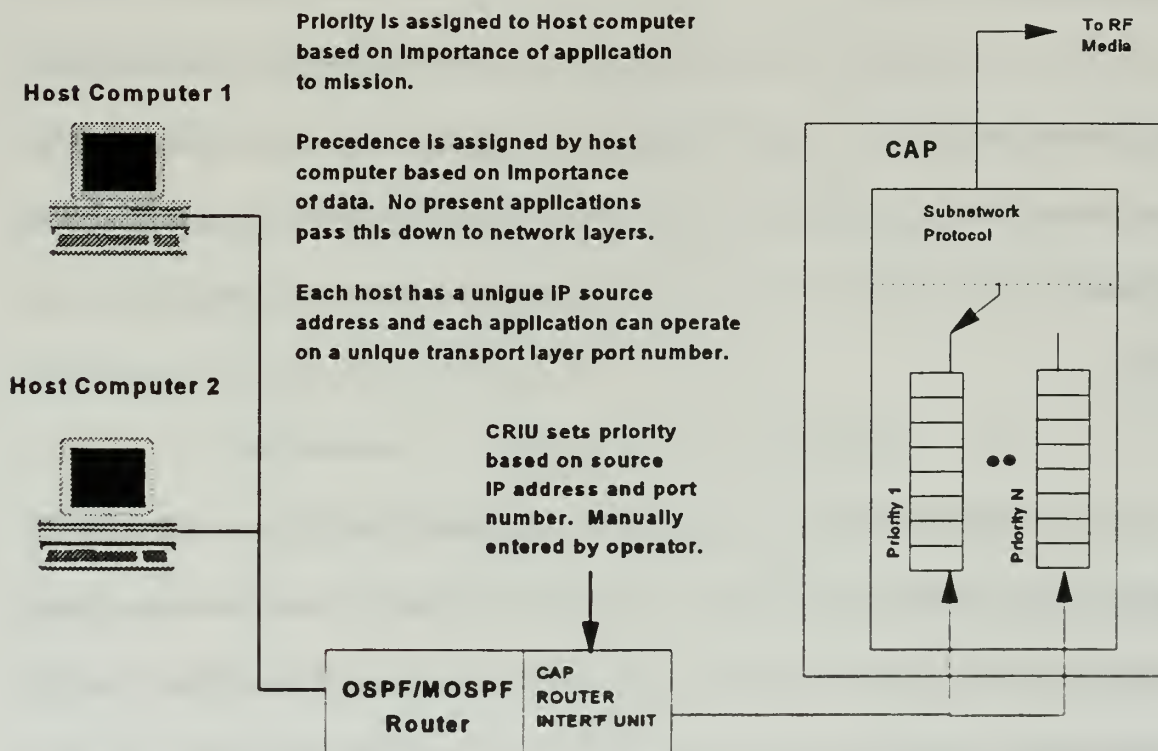 Priority is assigned to Host computer
based on importance of application
to mission.
To RF
Media
Host Computer 1
Precedence is assigned by host
computer based on importance
of data. No present applications
pass this down to network layers.
CAP
Subnetwork
Protocol
Each host has a unique IP source
address and each application can operate
on a unique transport layer port number.
Host Computer 2
CRIU sets priority
based on source
IP address and port
number. Manually
entered by operator.
Priority 1
Priority N
OSPF/MOSPF
Router
CAP
ROUTER
INTERF UNIT